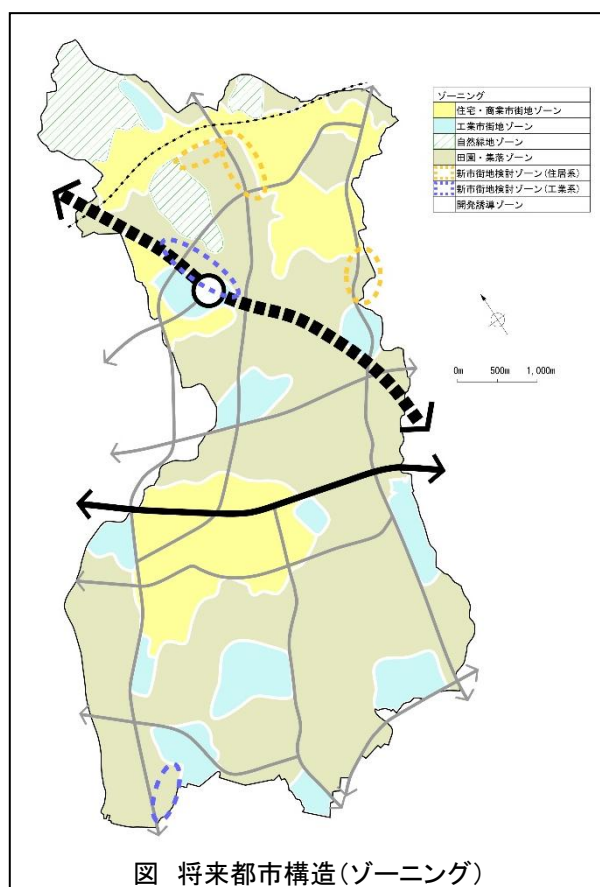 ゾーニング
住宅・商業市街地ゾーン
工業市街地ゾーン
自然緑地ゾーン
田園・集落ゾーン
新市街地検討ゾーン(住居系)
新市街地検討ゾーン(工業系)
開発誘導ゾーン
0m 500m 1,000m
図 将来都市構造(ゾーニング)